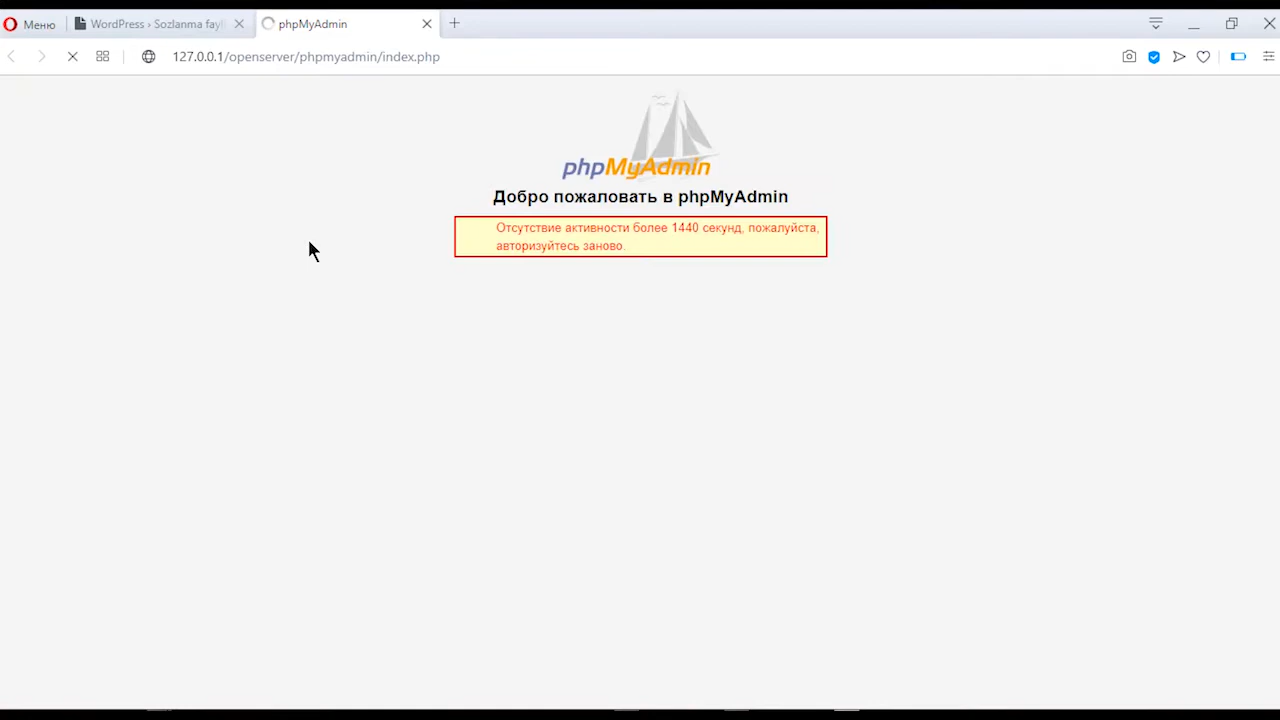 Меню
WordPress › Sozlanma fayli
phpMyAdmin
127.0.0.1/openserver/phpmyadmin/index.php
phpMyAdmin
Добро пожаловать в phpMyAdmin
Отсутствие активности более 1440 секунд, пожалуйста,
авторизуйтесь заново.